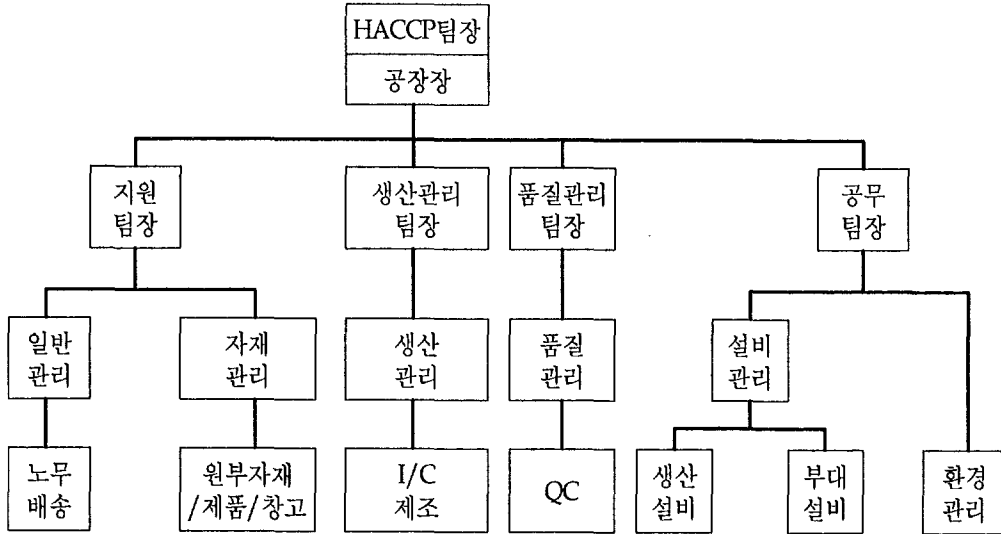 HACCP팀장
공장장
지원
팀장
생산관리
팀장
품질관리
팀장
공무
팀장
일반
관리
자재
관리
생산
관리
품질
관리
설비
관리
노무
배송
원부자재
/제품/창고
I/C
제조
QC
생산
설비
부대
설비
환경
관리